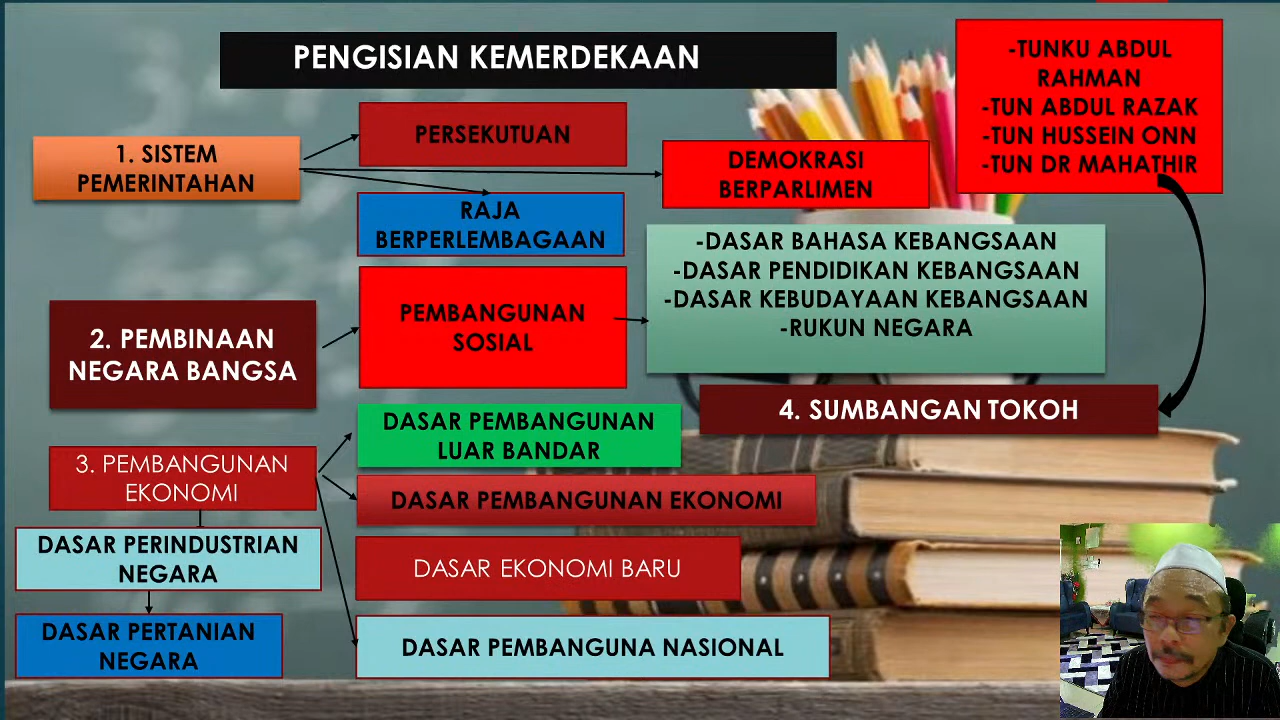 PENGISIAN KEMERDEKAAN
-TUNKU ABDUL
RAHMAN
-TUN ABDUL RAZAK
-TUN HUSSEIN ONN
-TUN DR MAHATHIR
1. SISTEM
PEMERINTAHAN
PERSEKUTUAN
DEMOKRASI
BERPARLIMEN
RAJA
BERPERLEMBAGAAN
2. PEMBINAAN
NEGARA BANGSA
PEMBANGUNAN
SOSIAL
-DASAR BAHASA KEBANGSAAN
-DASAR PENDIDIKAN KEBANGSAAN
-DASAR KEBUDAYAAN KEBANGSAAN
-RUKUN NEGARA
4. SUMBANGAN TOKOH
3. PEMBANGUNAN
EKONOMI
DASAR PEMBANGUNAN
LUAR BANDAR
DASAR PEMBANGUNAN EKONOMI
DASAR EKONOMI BARU
DASAR PEMBANGUNA NASIONAL
DASAR PERINDUSTRIAN
NEGARA
DASAR PERTANIAN
NEGARA